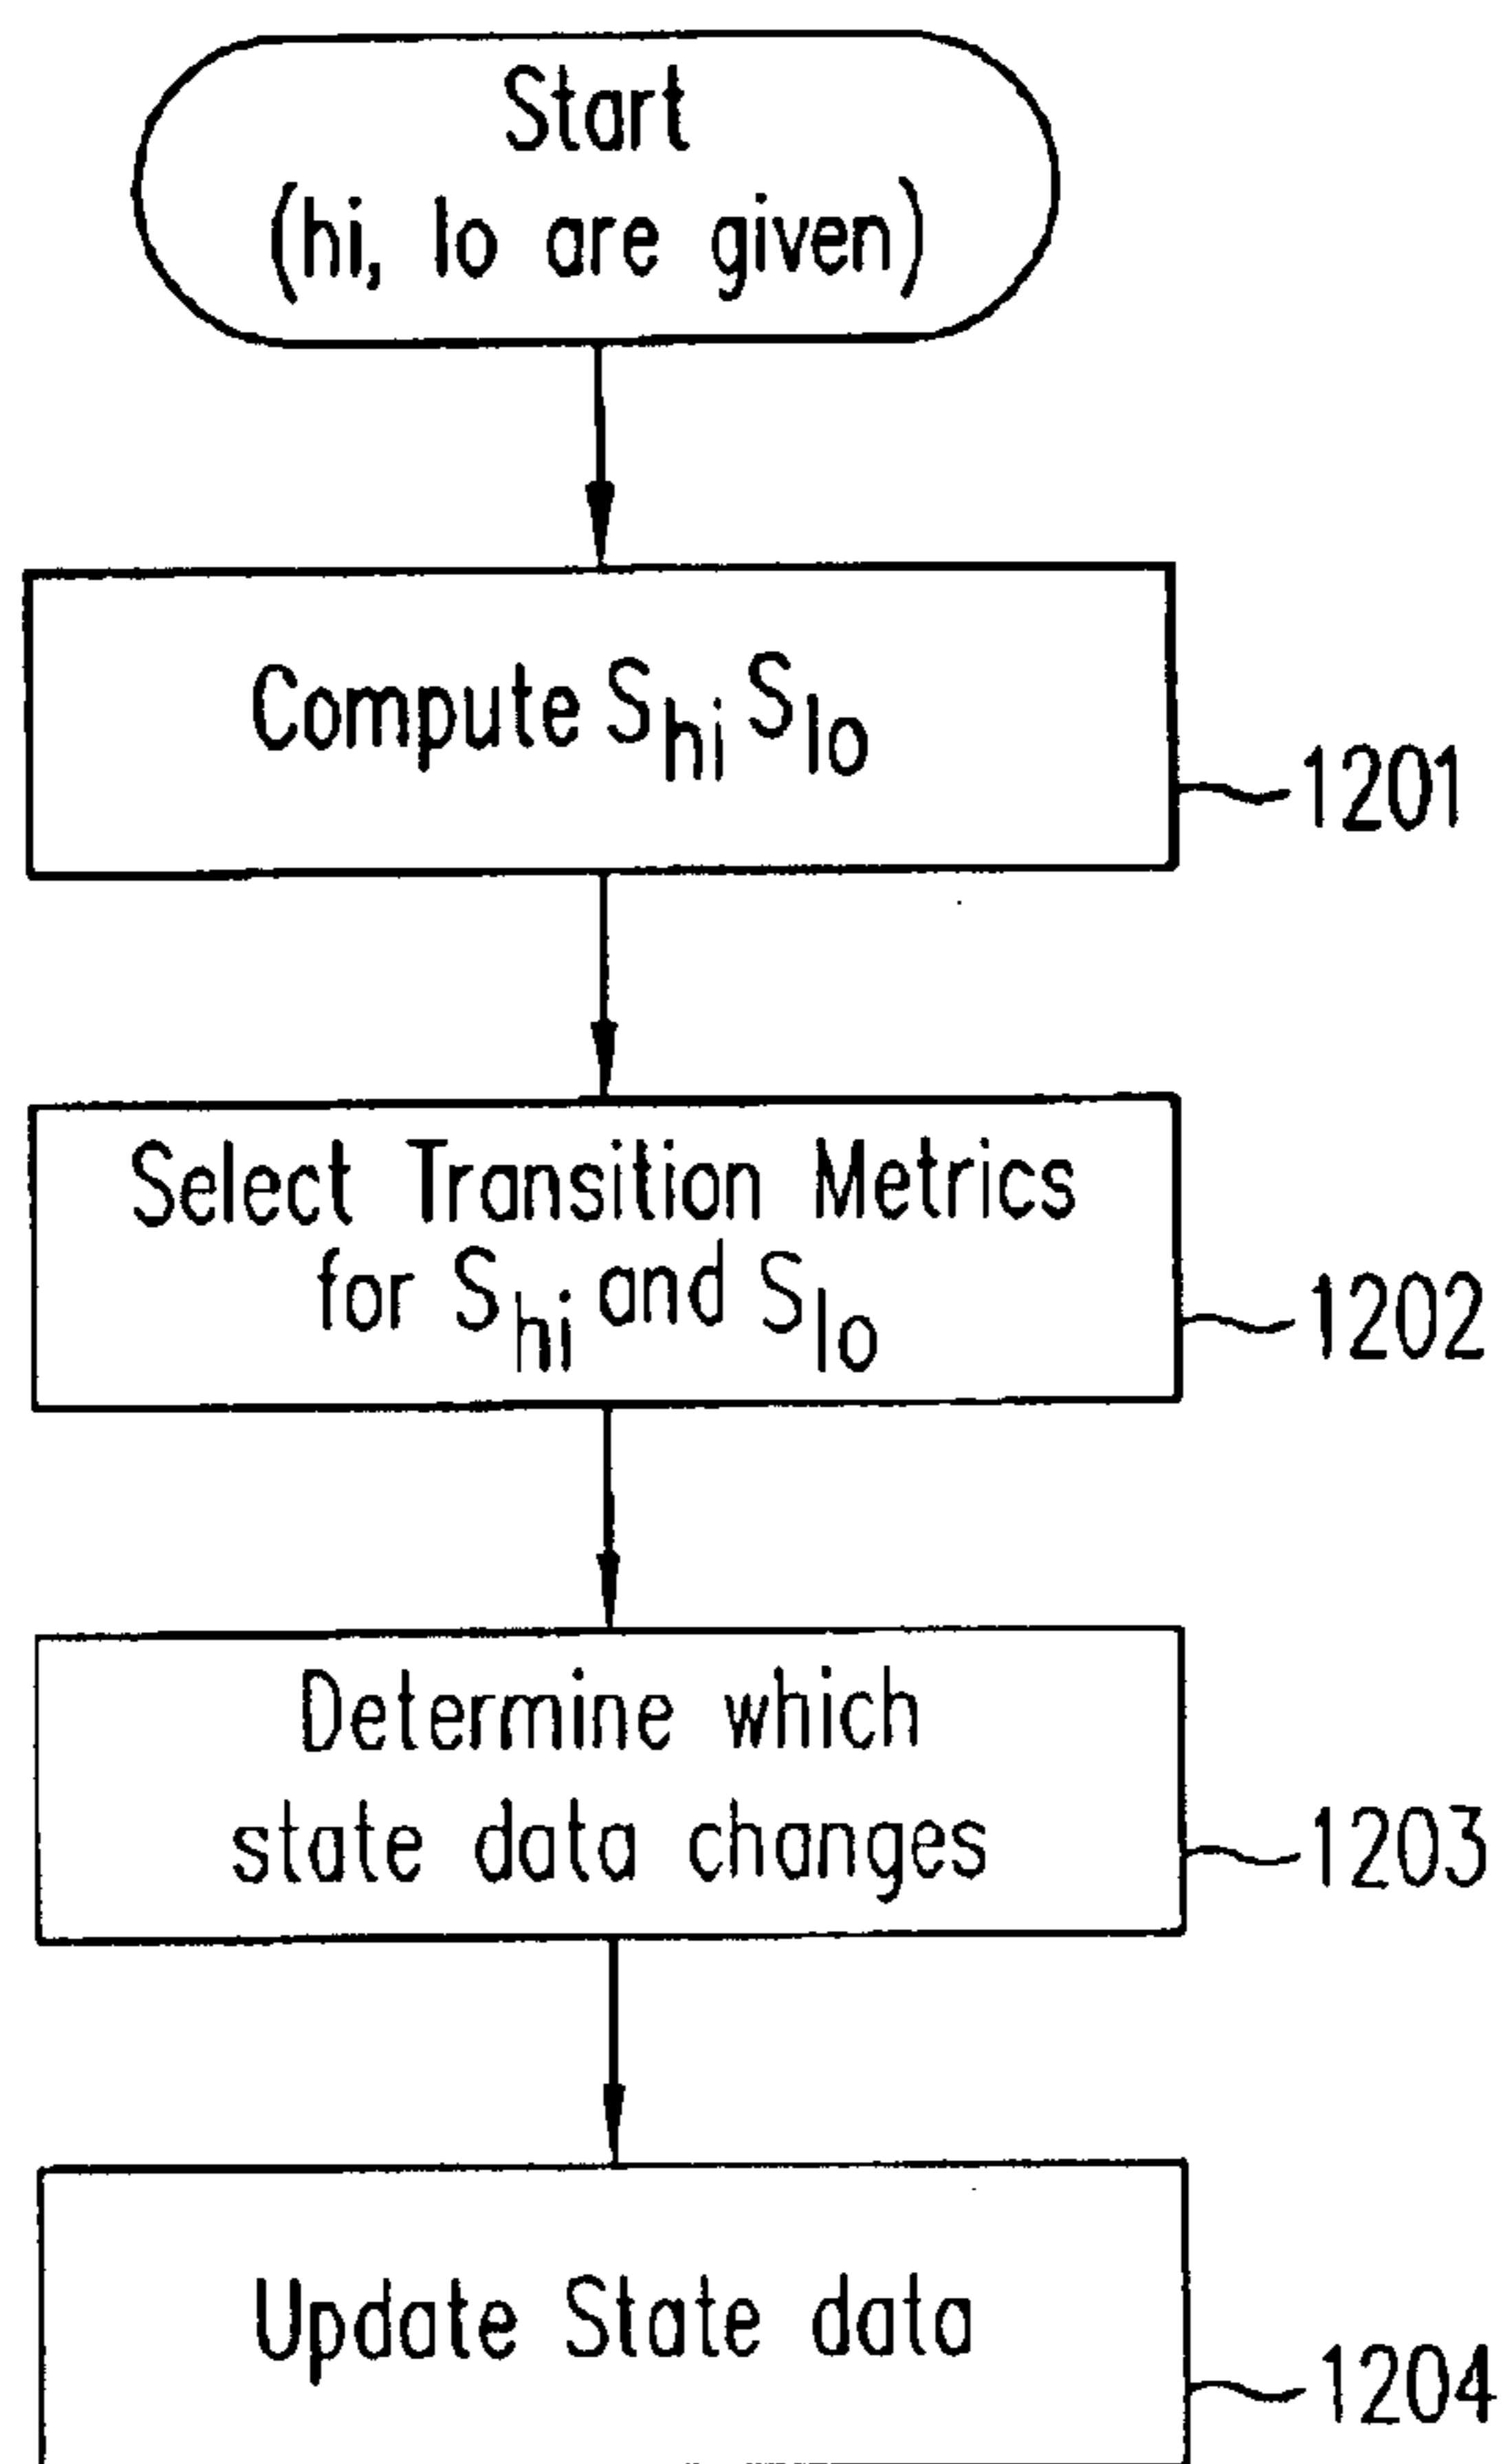 Start
(hi, lo are given)
Compute S_hi S_lo
1201
Select Transition Metrics
for S_hi and S_lo
1202
Determine which
state data changes
1203
Update State data
1204